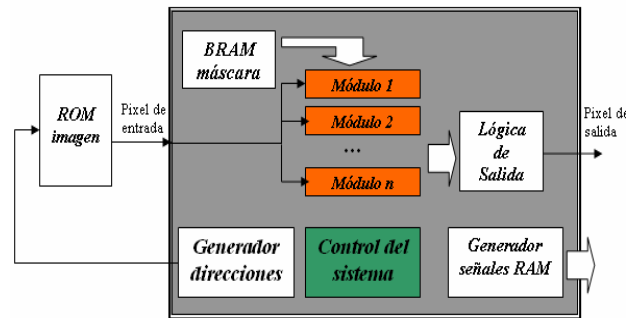 BRAM
máscara
Módulo 1
Módulo 2
...
Módulo n
ROM
imagen
Pixel de
entrada
Lógica
de
Salida
Pixel de
salida
Generador
direcciones
Control del
sistema
Generador
señales RAM